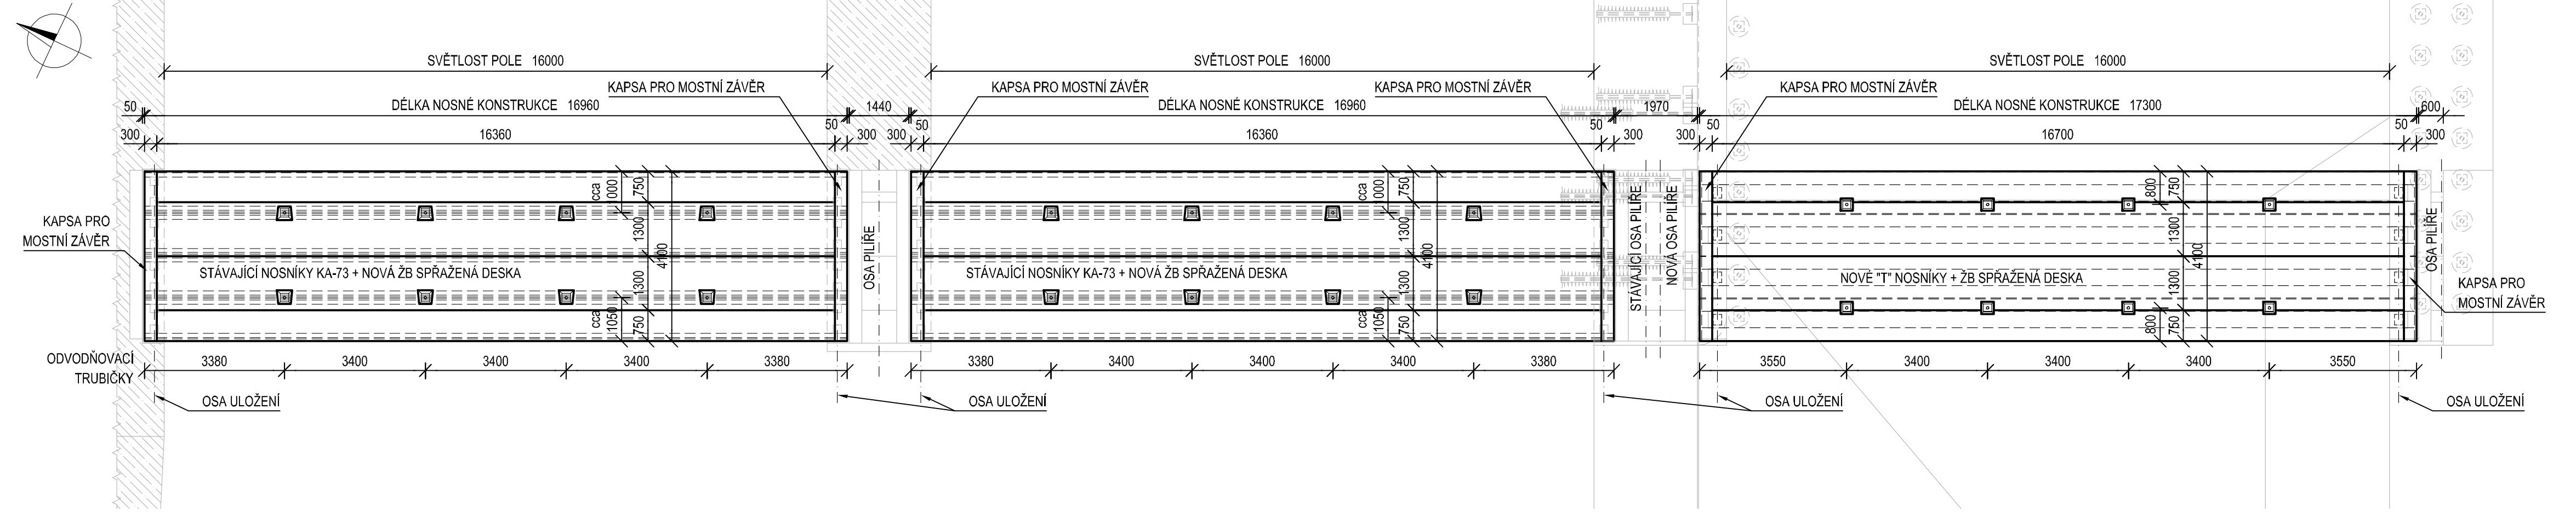 SVĚTLOST POLE 16000
SVĚTLOST POLE 16000
SVĚTLOST POLE 16000
KAPSA PRO MOSTNÍ ZÁVĚR
KAPSA PRO MOSTNÍ ZÁVĚR
KAPSA PRO MOSTNÍ ZÁVĚR
KAPSA PRO MOSTNÍ ZÁVĚR
50
DÉLKA NOSNÉ KONSTRUKCE 16960
1440
DÉLKA NOSNÉ KONSTRUKCE 16960
1970
DÉLKA NOSNÉ KONSTRUKCE 17300
600
300
16360
50
300
300
50
16360
50
300
300
50
16700
50
300
cca
1000
750
1300
1300
750
4100
cca
1050
cca
1000
750
1300
1300
750
4100
cca
1050
800
750
1300
1300
750
4100
800
KAPSA PRO
MOSTNÍ ZÁVĚR
STÁVAJÍCÍ NOSNÍKY KA-73 + NOVÁ ŽB SPŘAŽENÁ DESKA
OSA PILÍŘE
STÁVAJÍCÍ NOSNÍKY KA-73 + NOVÁ ŽB SPŘAŽENÁ DESKA
STÁVAJÍCÍ OSA PILÍŘE
NOVÁ OSA PILÍŘE
NOVÉ "T" NOSNÍKY + ŽB SPŘAŽENÁ DESKA
OSA PILÍŘE
KAPSA PRO
MOSTNÍ ZÁVĚR
ODVODŇOVACÍ
TRUBIČKY
3380
3400
3400
3400
3380
3380
3400
3400
3400
3380
3550
3400
3400
3400
3550
OSA ULOŽENÍ
OSA ULOŽENÍ
OSA ULOŽENÍ
OSA ULOŽENÍ